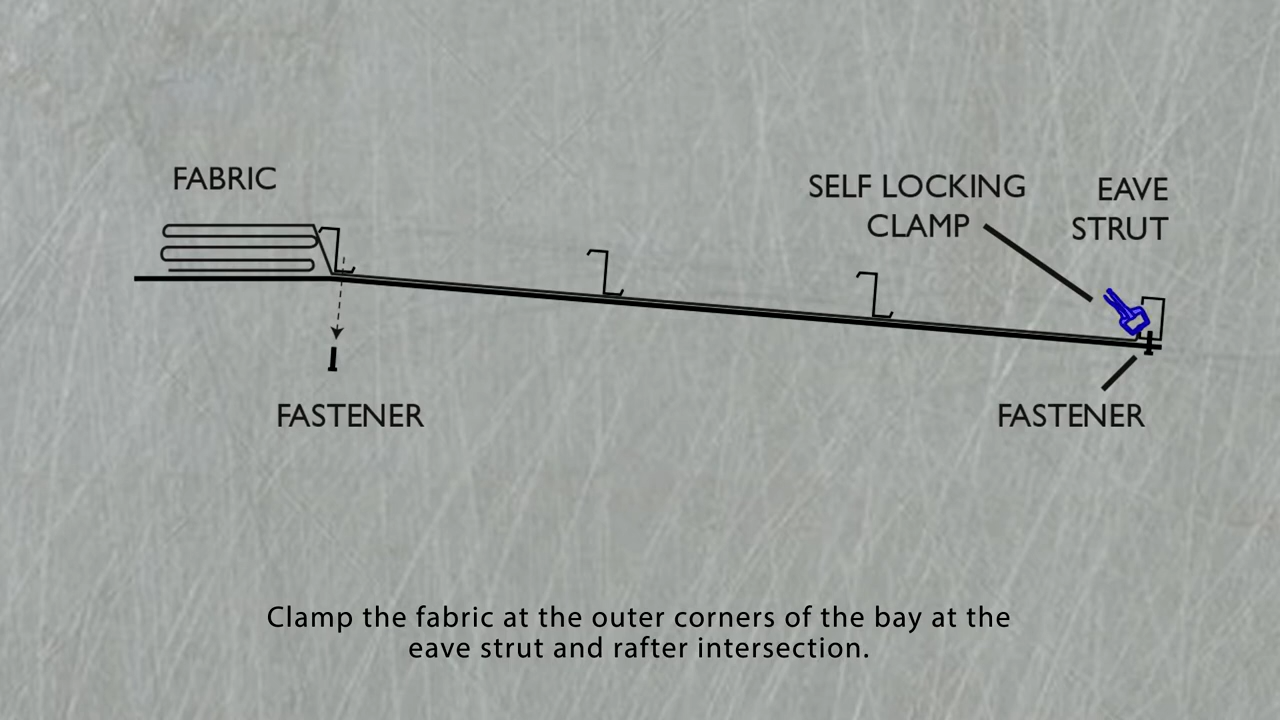 FABRIC
SELF LOCKING
CLAMP
EAVE
STRUT
FASTENER
FASTENER
Clamp the fabric at the outer corners of the bay at the
eave strut and rafter intersection.